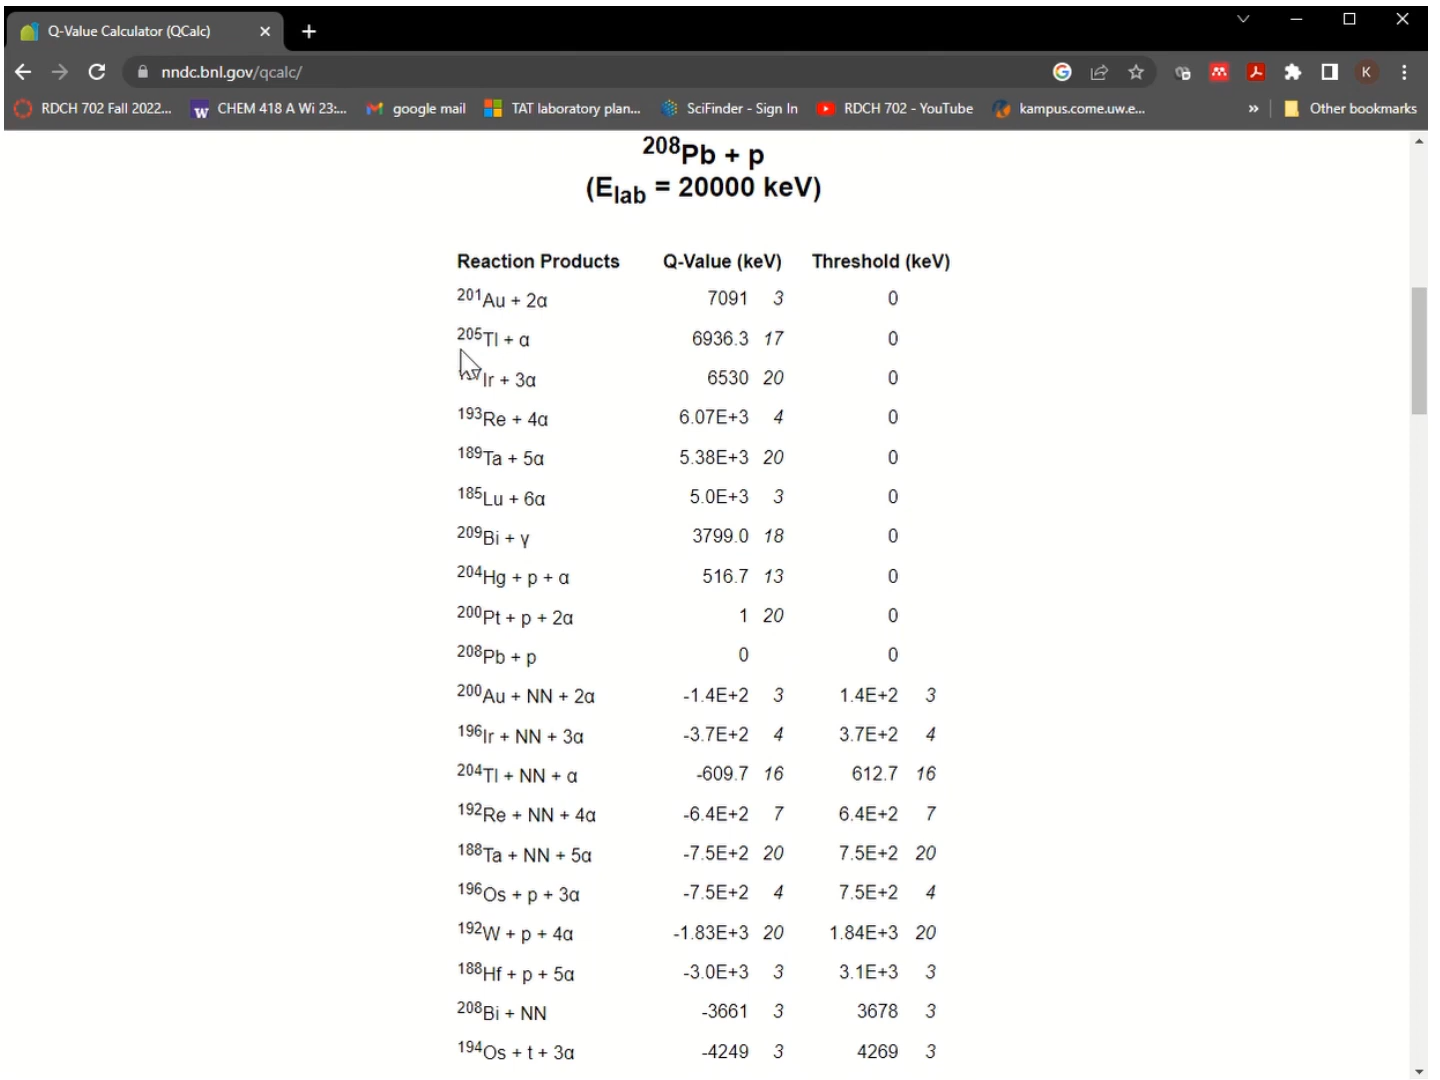 Q-Value Calculator (QCalc)
nndc.bnl.gov/qcalc/
K
RDCH 702 Fall 2022... CHEM 418 A Wi 23:... google mail TAT laboratory plan... SciFinder - Sign In RDCH 702 - YouTube kampus.come.uw.e... » Other bookmarks
208Pb + p
(Elab = 20000 keV)
Reaction Products Q-Value (keV) Threshold (keV)
201Au + 2α 7091 3 0
205Tl + α 6936.3 17 0
Ir + 3α 6530 20 0
193Re + 4α 6.07E+3 4 0
189Ta + 5α 5.38E+3 20 0
185Lu + 6α 5.0E+3 3 0
209Bi + γ 3799.0 18 0
204Hg + p + α 516.7 13 0
200Pt + p + 2α 1 20 0
208Pb + p 0 0
200Au + NN + 2α -1.4E+2 3 1.4E+2 3
196Ir + NN + 3α -3.7E+2 4 3.7E+2 4
204Tl + NN + α -609.7 16 612.7 16
192Re + NN + 4α -6.4E+2 7 6.4E+2 7
188Ta + NN + 5α -7.5E+2 20 7.5E+2 20
196Os + p + 3α -7.5E+2 4 7.5E+2 4
192W + p + 4α -1.83E+3 20 1.84E+3 20
188Hf + p + 5α -3.0E+3 3 3.1E+3 3
208Bi + NN -3661 3 3678 3
194Os + t + 3α -4249 3 4269 3